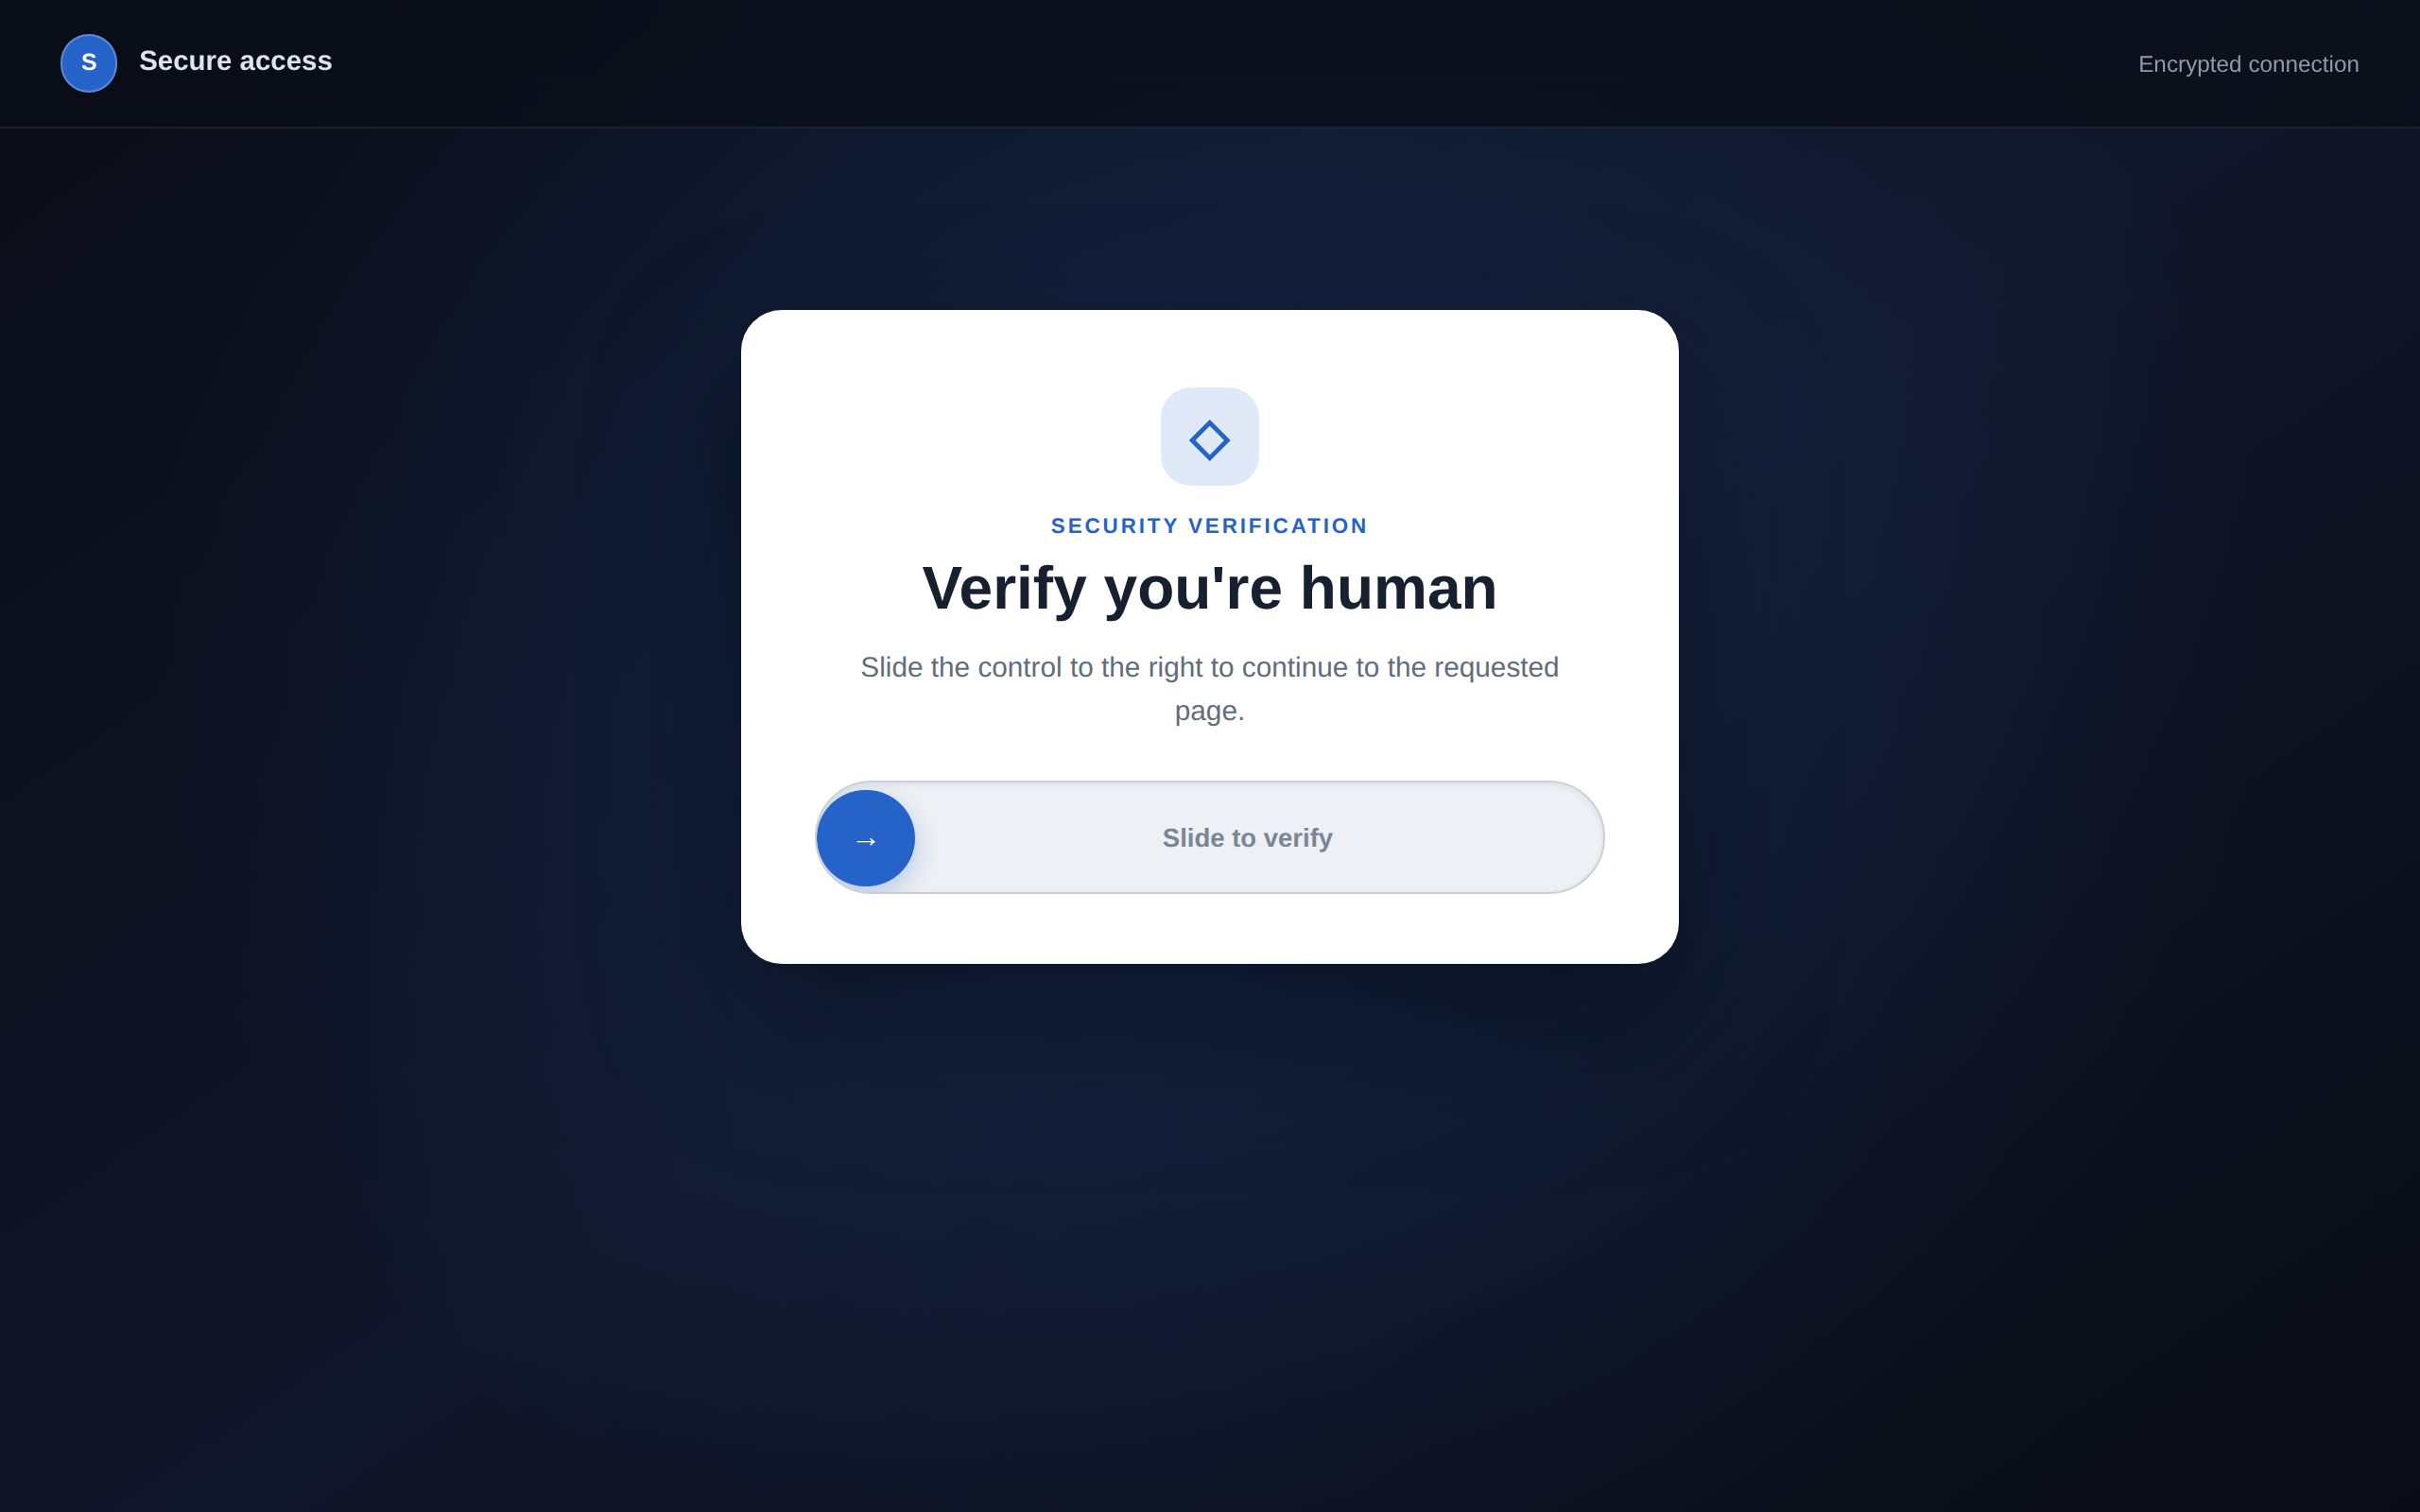 S
Secure access
Encrypted connection
SECURITY VERIFICATION
Verify you're human
Slide the control to the right to continue to the requested
page.
→
Slide to verify